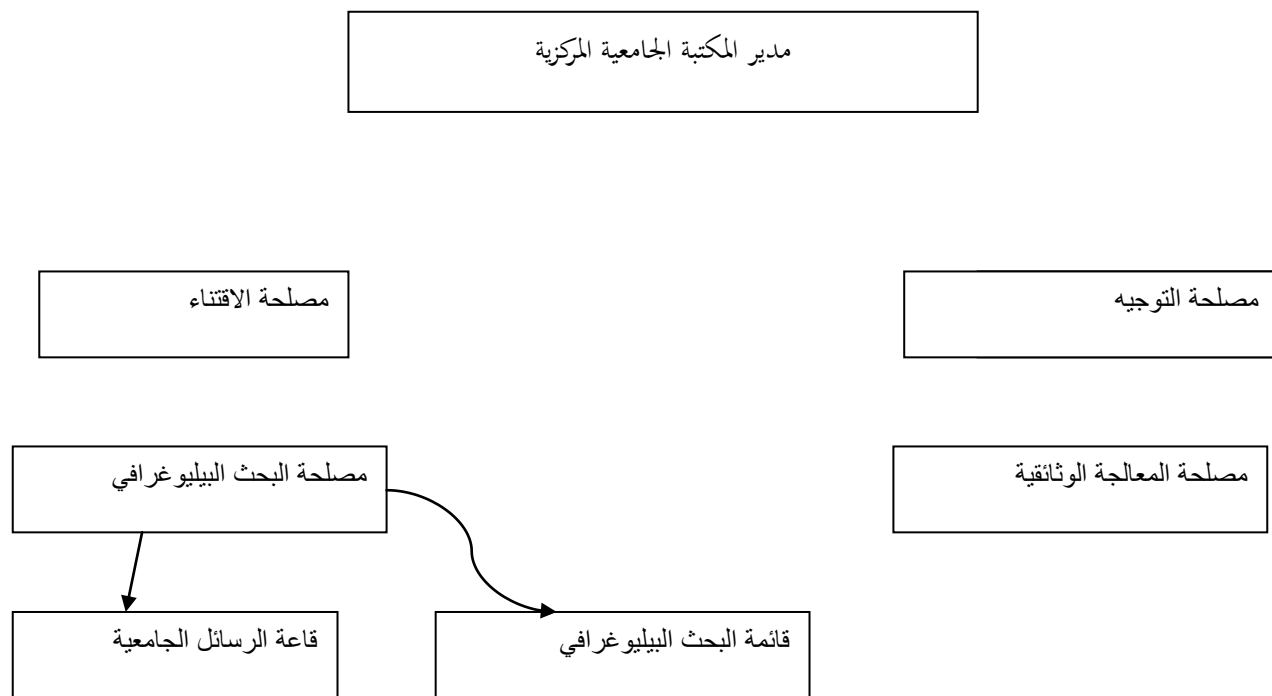 مدير المكتبة الجامعية المركزية
مصلحة التوجيه
مصلحة الاقتناء
مصلحة المعالجة الوثائقية
مصلحة البحث البيليوغرافي
قائمة البحث البيليوغرافي
قاعة الرسائل الجامعية